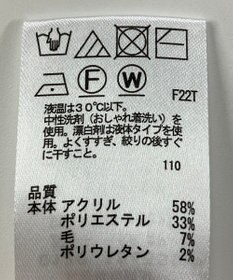 F W F22T
液温は30℃以下。
中性洗剤(おしゃれ着洗い)を
使用。漂白剤は液体タイプを使
用。よくすすぎ、絞りの後すぐ
に干すこと。
110
品質
本体 アクリル 58%
ポリエステル 33%
毛 7%
ポリウレタン 2%